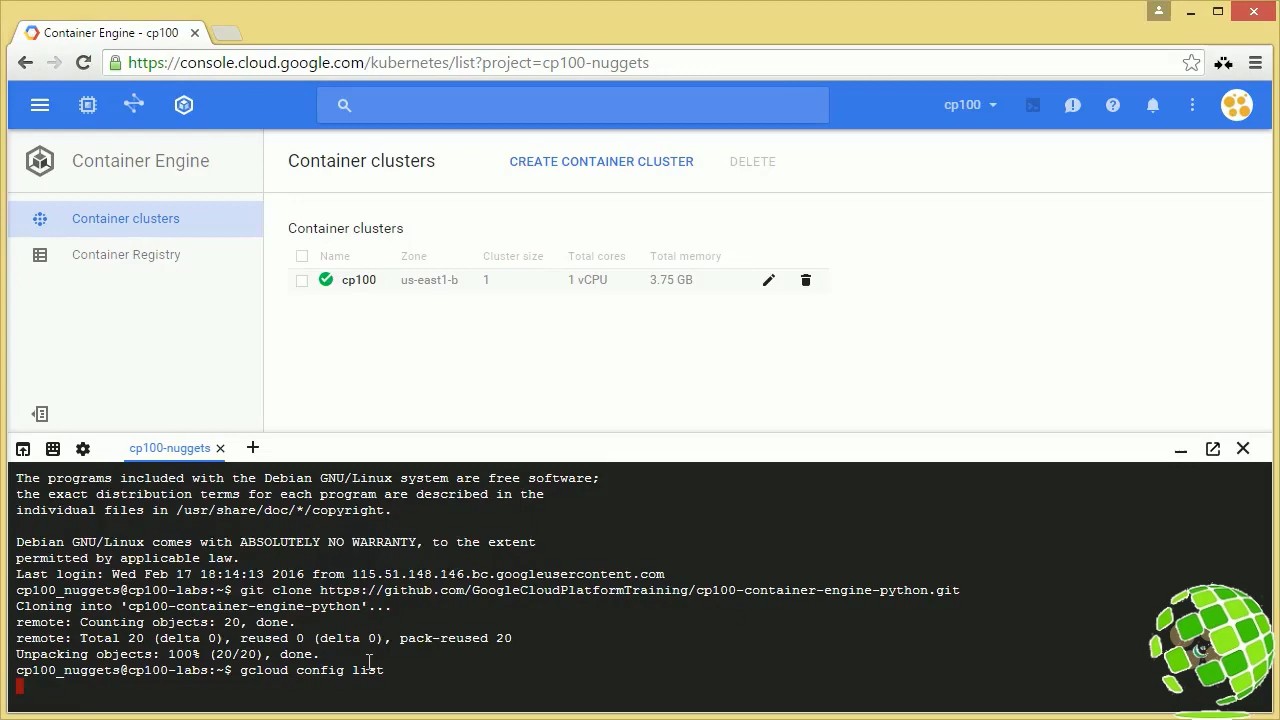 Container Engine - cp100
https://console.cloud.google.com/kubernetes/list?project=cp100-nuggets
cp100
Container Engine
Container clusters
CREATE CONTAINER CLUSTER
DELETE
Container clusters
Container Registry
Container clusters
Name Zone Cluster size Total cores Total memory
cp100 us-east1-b 1 1 vCPU 3.75 GB
cp100-nuggets
The programs included with the Debian GNU/Linux system are free software;
the exact distribution terms for each program are described in the
individual files in /usr/share/doc/*/copyright.
Debian GNU/Linux comes with ABSOLUTELY NO WARRANTY, to the extent
permitted by applicable law.
Last login: Wed Feb 17 18:14:13 2016 from 115.51.148.146.bc.googleusercontent.com
cp100_nuggets@cp100-labs:~$ git clone https://github.com/GoogleCloudPlatformTraining/cp100-container-engine-python.git
Cloning into 'cp100-container-engine-python'...
remote: Counting objects: 20, done.
remote: Total 20 (delta 0), reused 0 (delta 0), pack-reused 20
Unpacking objects: 100% (20/20), done.
cp100_nuggets@cp100-labs:~$ gcloud config list